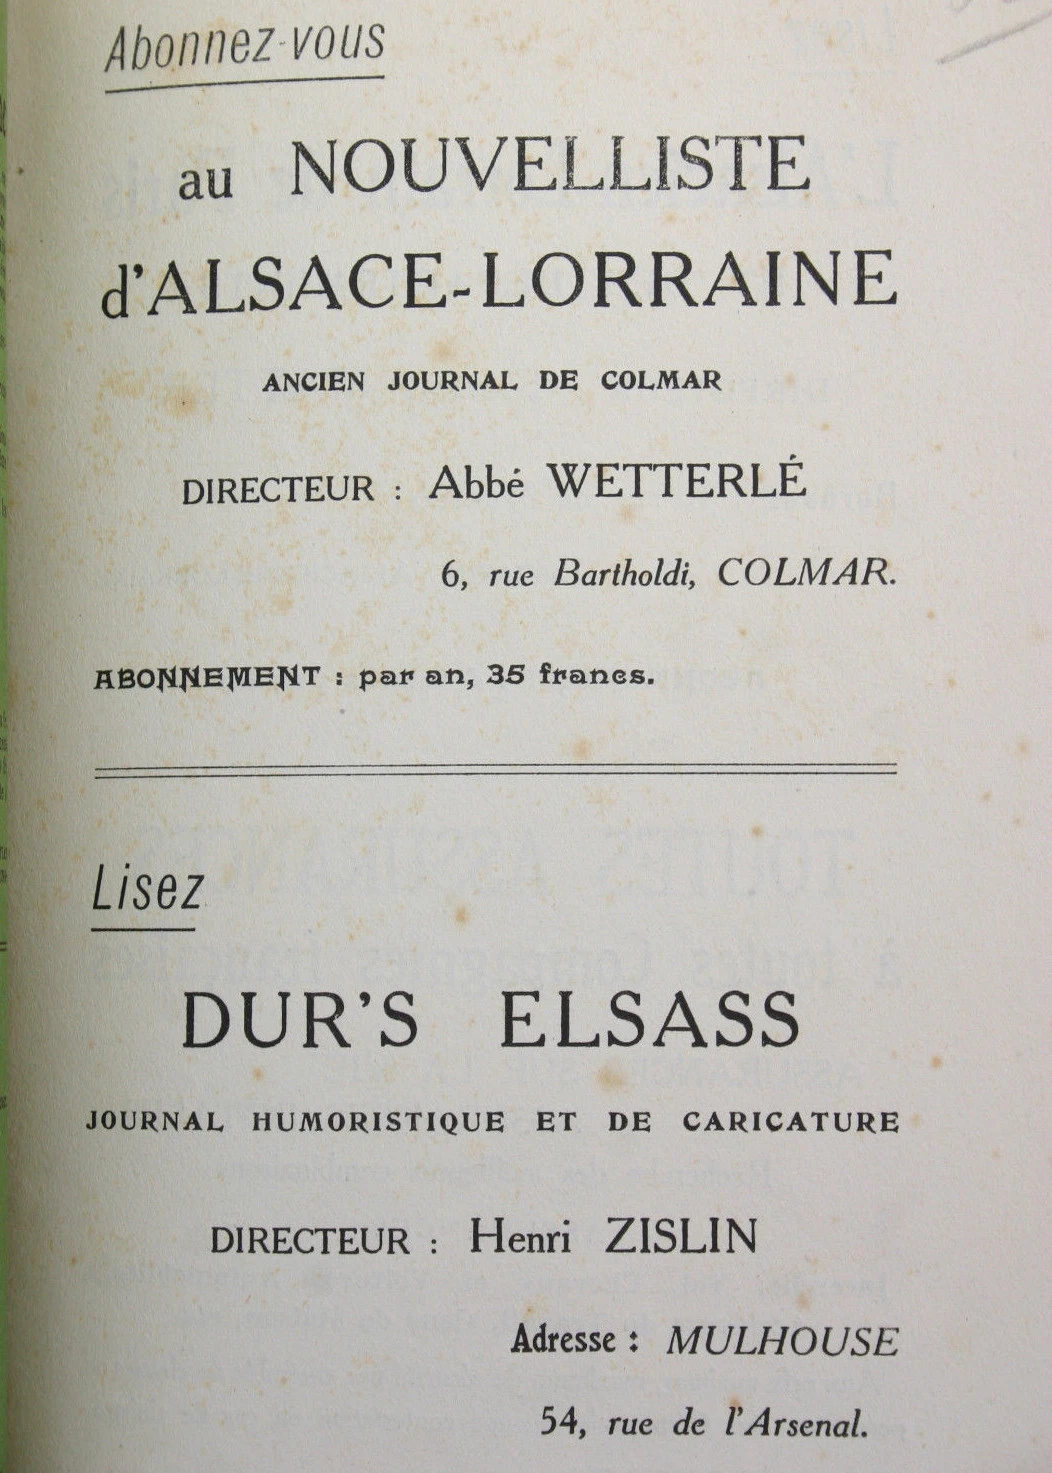 Abonnez-vous
au NOUVELLISTE
d'ALSACE-LORRAINE
ANCIEN JOURNAL DE COLMAR
DIRECTEUR : Abbé WETTERLÉ
6, rue Bartholdi, COLMAR.
ABONNEMENT : par an, 35 francs.
Lisez
DUR'S ELSASS
JOURNAL HUMORISTIQUE ET DE CARICATURE
DIRECTEUR : Henri ZISLIN
Adresse : MULHOUSE
54, rue de l'Arsenal.